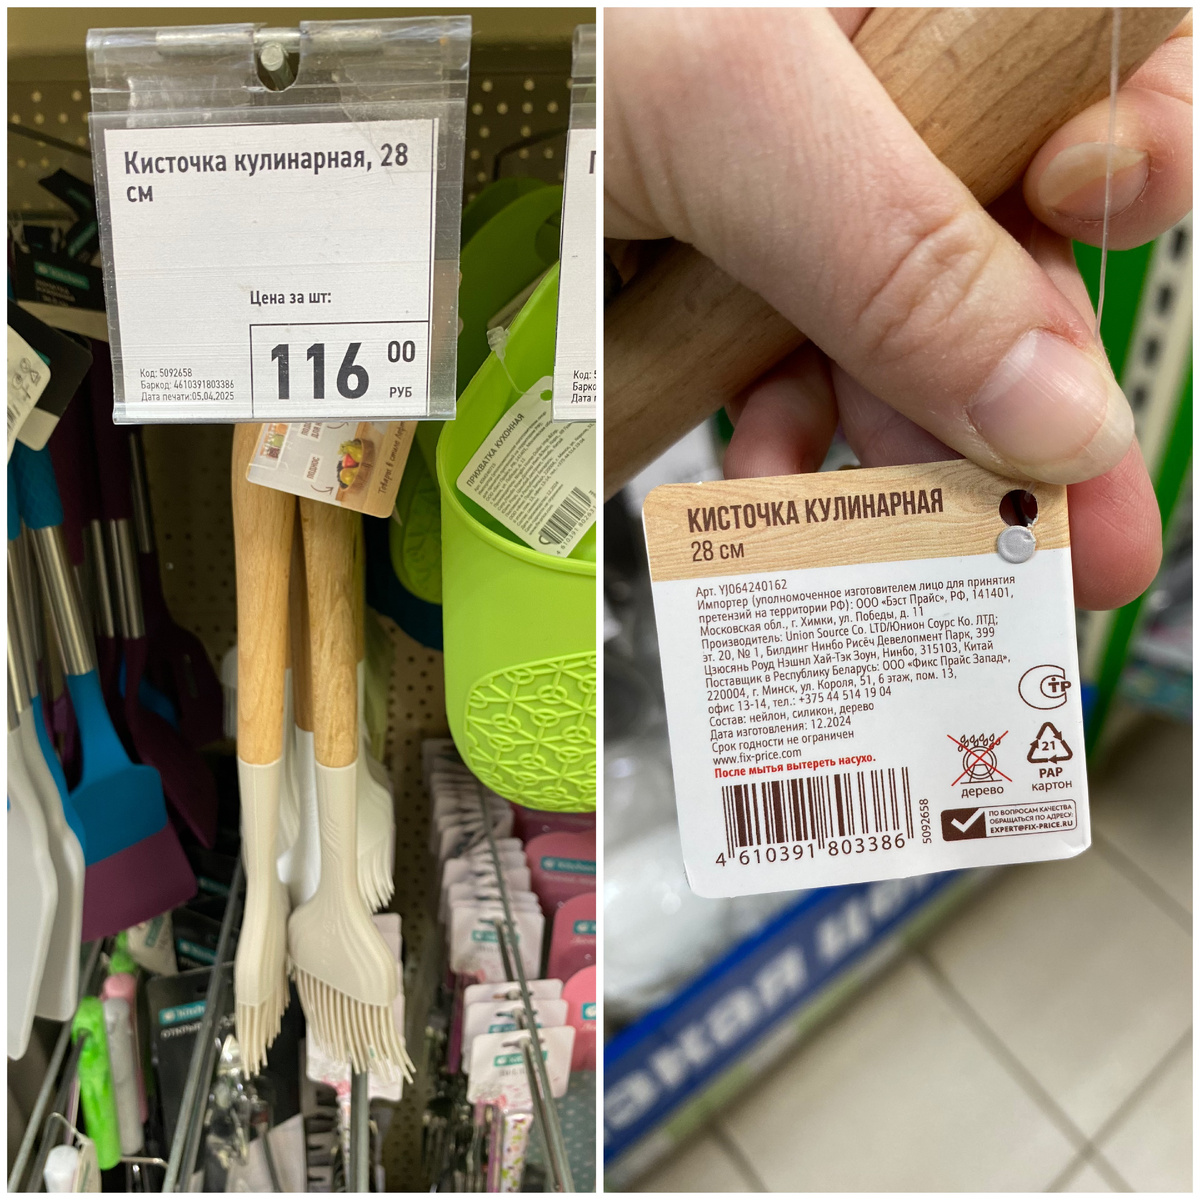 Кисточка кулинарная, 28
см
Цена за шт:
116 00
РУБ
Код: 5092658
Баркод: 4610391803386
Дата печати:05.04.2025
ПРИХВАТКА КУХОННАЯ
КИСТОЧКА КУЛИНАРНАЯ
28 см
Арт. YJ064240162
Импортер (уполномоченное изготовителем лицо для принятия
претензий на территории РФ): ООО «Бэст Прайс», РФ, 141401,
Московская обл., г. Химки, ул. Победы, д. 11
Производитель: Union Source Co. LTD/Юнион Соурс Ко. ЛТД;
эт. 20, № 1, Билдинг Нинбо Рисёч Девелопмент Парк, 399
Цзюсянь Роуд Нэшнл Хай-Тэк Зоун, Нинбо, 315103, Китай
Поставщик в Республику Беларусь: ООО «Фикс Прайс Запад»,
220004, г. Минск, ул. Короля, 51, 6 этаж, пом. 13,
офис 13-14, тел.: +375 44 514 19 04
Состав: нейлон, силикон, дерево
Дата изготовления: 12.2024
Срок годности не ограничен
www.fix-price.com
После мытья вытереть насухо.
дерево
21
PAP
картон
ПО ВОПРОСАМ КАЧЕСТВА
ОБРАЩАТЬСЯ ПО АДРЕСУ:
EXPERT@FIX-PRICE.RU
5092658
4 610391 803386